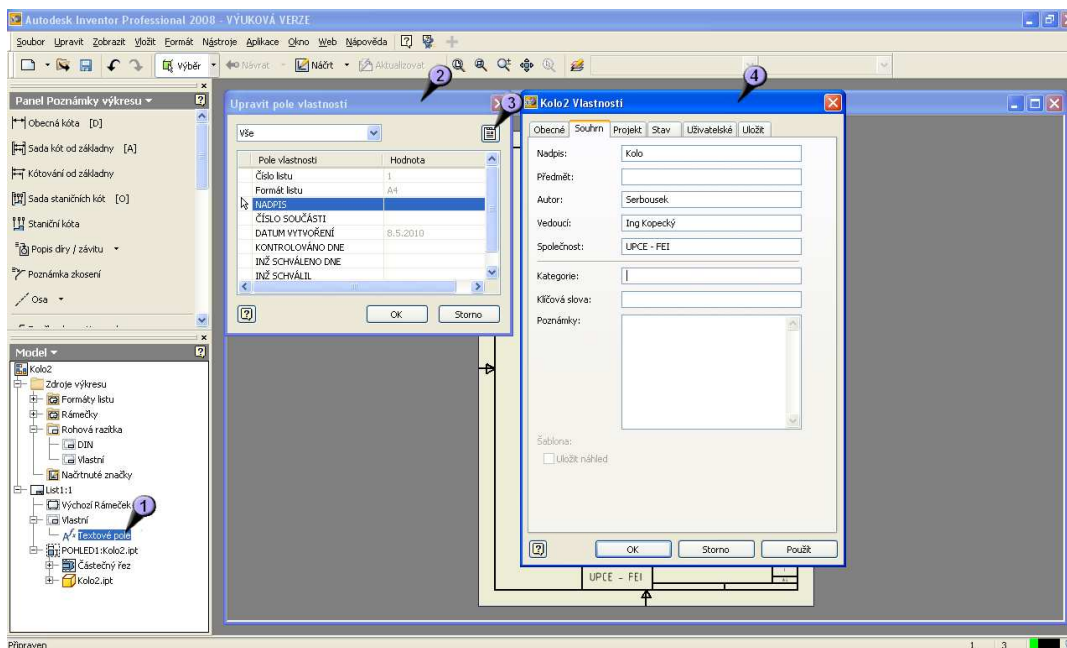 Autodesk Inventor Professional 2008 - VÝUKOVÁ VERZE
Soubor Upravit Zobrazit Vložit Formát Nástroje Aplikace Okno Web Nápověda
Výběr Návrat Náčrt Aktualizovat
2
4
3
1
Panel Poznámky výkresu
Obecná kóta [D]
Sada kót od základny [A]
Kótování od základny
Sada staničních kót [O]
Staniční kóta
Popis díry / závitu
Poznámka zkosení
Osa
Model
Kolo2
Zdroje výkresu
Formáty listu
Rámečky
Rohová razítka
DIN
Vlastní
Načrtnuté značky
List1:1
Výchozí Rámeček
Vlastní
Textové pole
POHLED1:Kolo2.ipt
Částečný řez
Kolo2.ipt
Upravit pole vlastností
Vše
Pole vlastnosti Hodnota
Číslo listu 1
Formát listu A4
NADPIS
ČÍSLO SOUČÁSTI
DATUM VYTVOŘENÍ 8.5.2010
KONTROLOVÁNO DNE
INŽ SCHVÁLENO DNE
INŽ SCHVÁLIL
OK Storno
Kolo2 Vlastnosti
Obecné Souhrn Projekt Stav Uživatelské Uložit
Nadpis: Kolo
Předmět:
Autor: Serbousek
Vedoucí: Ing Kopecký
Společnost: UPCE - FEI
Kategorie:
Klíčová slova:
Poznámky:
Šablona:
Uložit náhled
OK Storno Použít
UPCE - FEI
Připraven 1 3